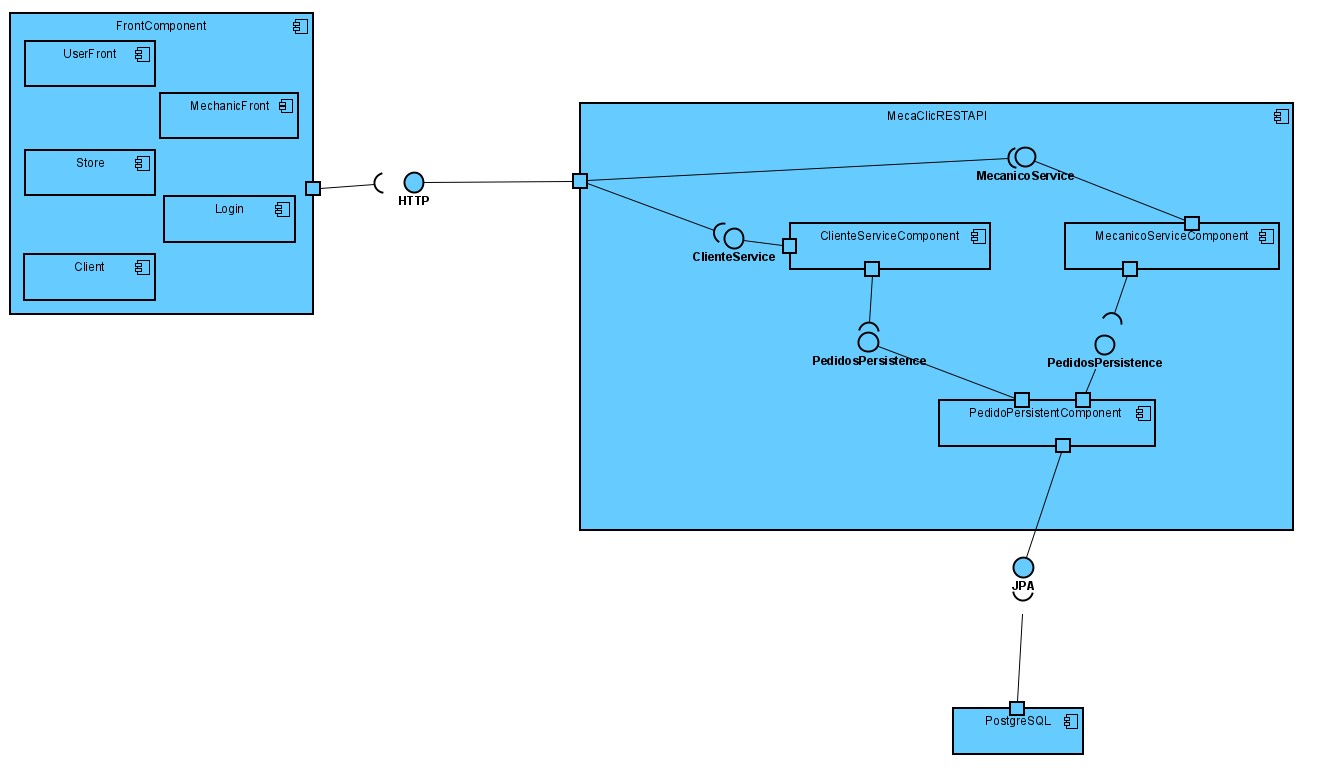 FrontComponent
UserFront
MechanicFront
Store
Login
Client
HTTP
MecaClicRESTAPI
MecanicoService
ClienteService
ClienteServiceComponent
MecanicoServiceComponent
PedidosPersistence
PedidosPersistence
PedidoPersistentComponent
JPA
PostgreSQL